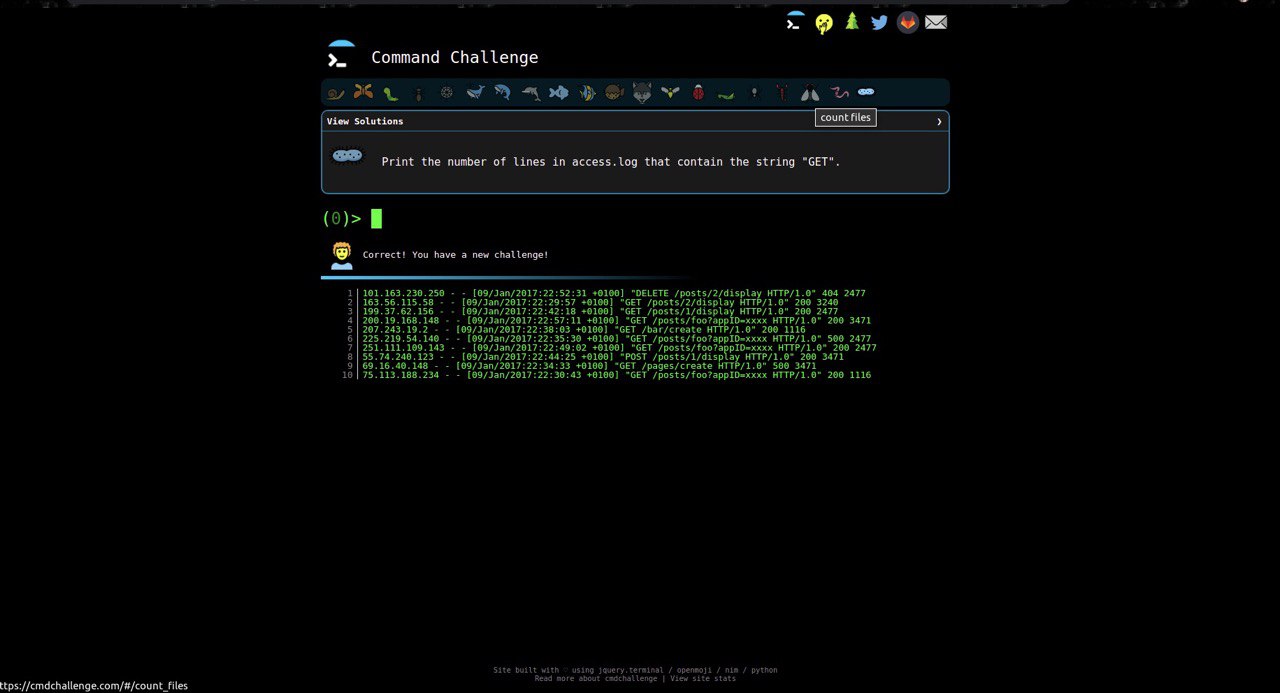 Command Challenge
View Solutions ❯
count files
Print the number of lines in access.log that contain the string "GET".
(0)>
Correct! You have a new challenge!
1 101.163.230.250 - - [09/Jan/2017:22:52:31 +0100] "DELETE /posts/2/display HTTP/1.0" 404 2477
2 163.56.115.58 - - [09/Jan/2017:22:29:57 +0100] "GET /posts/2/display HTTP/1.0" 200 3240
3 199.37.62.156 - - [09/Jan/2017:22:42:18 +0100] "GET /posts/1/display HTTP/1.0" 200 2477
4 200.19.168.148 - - [09/Jan/2017:22:57:11 +0100] "GET /posts/foo?appID=xxxx HTTP/1.0" 200 3471
5 207.243.19.2 - - [09/Jan/2017:22:38:03 +0100] "GET /bar/create HTTP/1.0" 200 1116
6 225.219.54.140 - - [09/Jan/2017:22:35:30 +0100] "GET /posts/foo?appID=xxxx HTTP/1.0" 500 2477
7 251.111.109.143 - - [09/Jan/2017:22:49:02 +0100] "GET /posts/foo?appID=xxxx HTTP/1.0" 200 2477
8 55.74.240.123 - - [09/Jan/2017:22:44:25 +0100] "POST /posts/1/display HTTP/1.0" 200 3471
9 69.16.40.148 - - [09/Jan/2017:22:34:33 +0100] "GET /pages/create HTTP/1.0" 500 3471
10 75.113.188.234 - - [09/Jan/2017:22:30:43 +0100] "GET /posts/foo?appID=xxxx HTTP/1.0" 200 1116
Site built with ♡ using jquery.terminal / openmoji / nim / python
Read more about cmdchallenge | View site stats
ttps://cmdchallenge.com/#/count_files